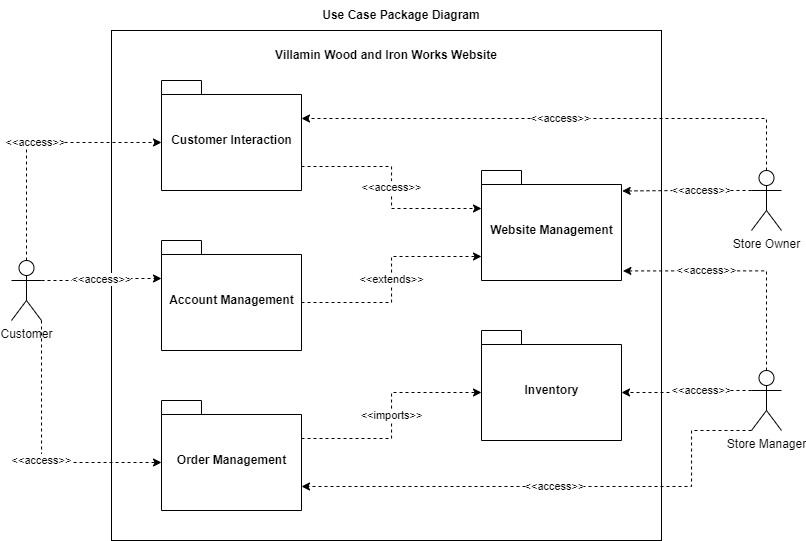 Use Case Package Diagram
Villamin Wood and Iron Works Website
<<access>>
Customer Interaction
<<access>>
<<access>>
<<access>>
Website Management
Store Owner
<<access>>
Account Management
<<extends>>
<<access>>
Customer
Inventory
<<access>>
<<imports>>
Store Manager
<<access>>
Order Management
<<access>>